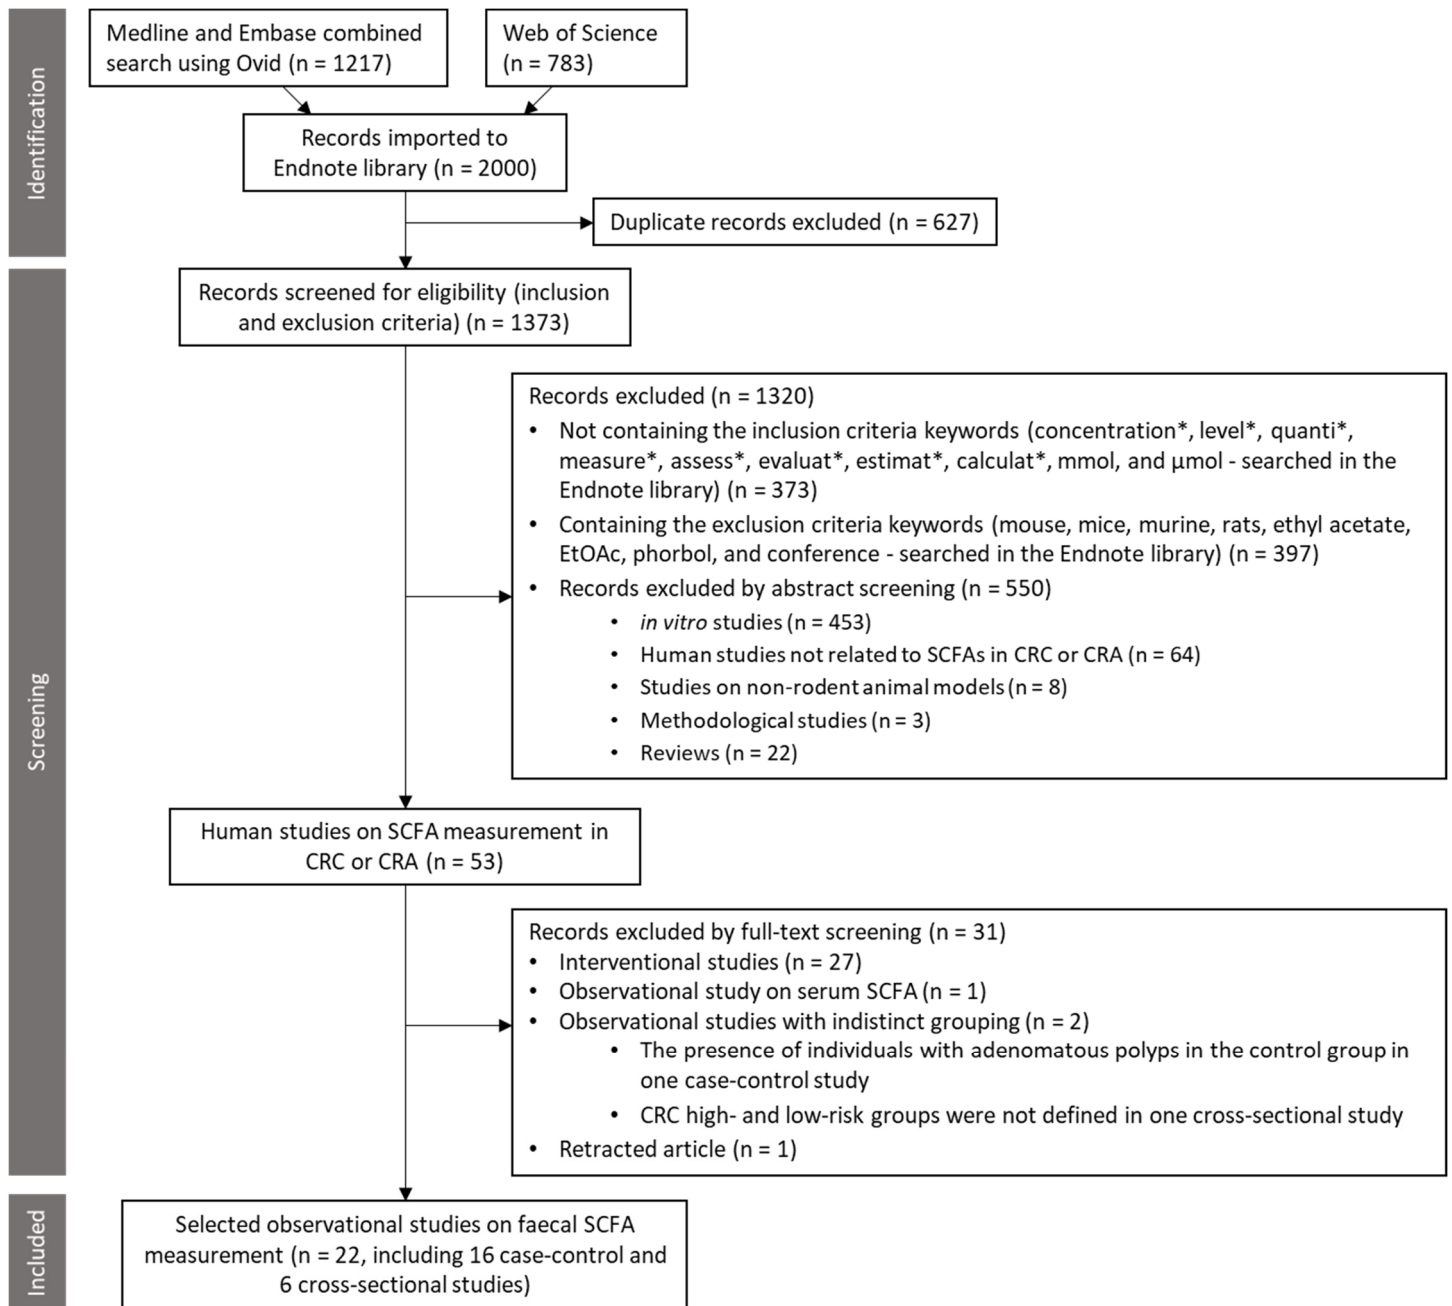 Identification
Medline and Embase combined
search using Ovid (n = 1217)
Web of Science
(n = 783)
Records imported to
Endnote library (n = 2000)
Duplicate records excluded (n = 627)
Screening
Records screened for eligibility (inclusion
and exclusion criteria) (n = 1373)
Records excluded (n = 1320)
• Not containing the inclusion criteria keywords (concentration*, level*, quanti*,
measure*, assess*, evaluat*, estimat*, calculat*, mmol, and µmol - searched in the
Endnote library) (n = 373)
• Containing the exclusion criteria keywords (mouse, mice, murine, rats, ethyl acetate,
EtOAc, phorbol, and conference - searched in the Endnote library) (n = 397)
• Records excluded by abstract screening (n = 550)
• in vitro studies (n = 453)
• Human studies not related to SCFAs in CRC or CRA (n = 64)
• Studies on non-rodent animal models (n = 8)
• Methodological studies (n = 3)
• Reviews (n = 22)
Human studies on SCFA measurement in
CRC or CRA (n = 53)
Records excluded by full-text screening (n = 31)
• Interventional studies (n = 27)
• Observational study on serum SCFA (n = 1)
• Observational studies with indistinct grouping (n = 2)
• The presence of individuals with adenomatous polyps in the control group in
one case-control study
• CRC high- and low-risk groups were not defined in one cross-sectional study
• Retracted article (n = 1)
Included
Selected observational studies on faecal SCFA
measurement (n = 22, including 16 case-control and
6 cross-sectional studies)